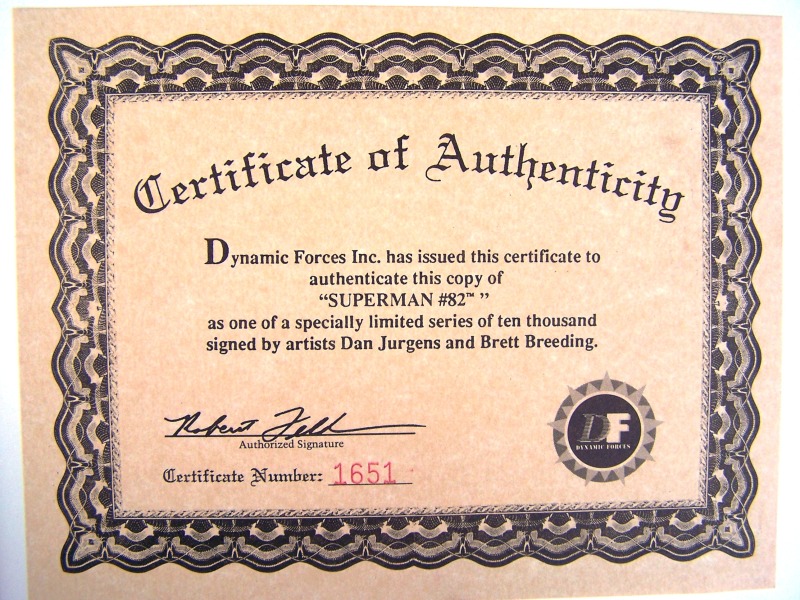 Certificate of Authenticity
Dynamic Forces Inc. has issued this certificate to
authenticate this copy of
“SUPERMAN #82™ ”
as one of a specially limited series of ten thousand
signed by artists Dan Jurgens and Brett Breeding.
Robert Feld
Authorized Signature
Certificate Number: 1651
DF
DYNAMIC FORCES